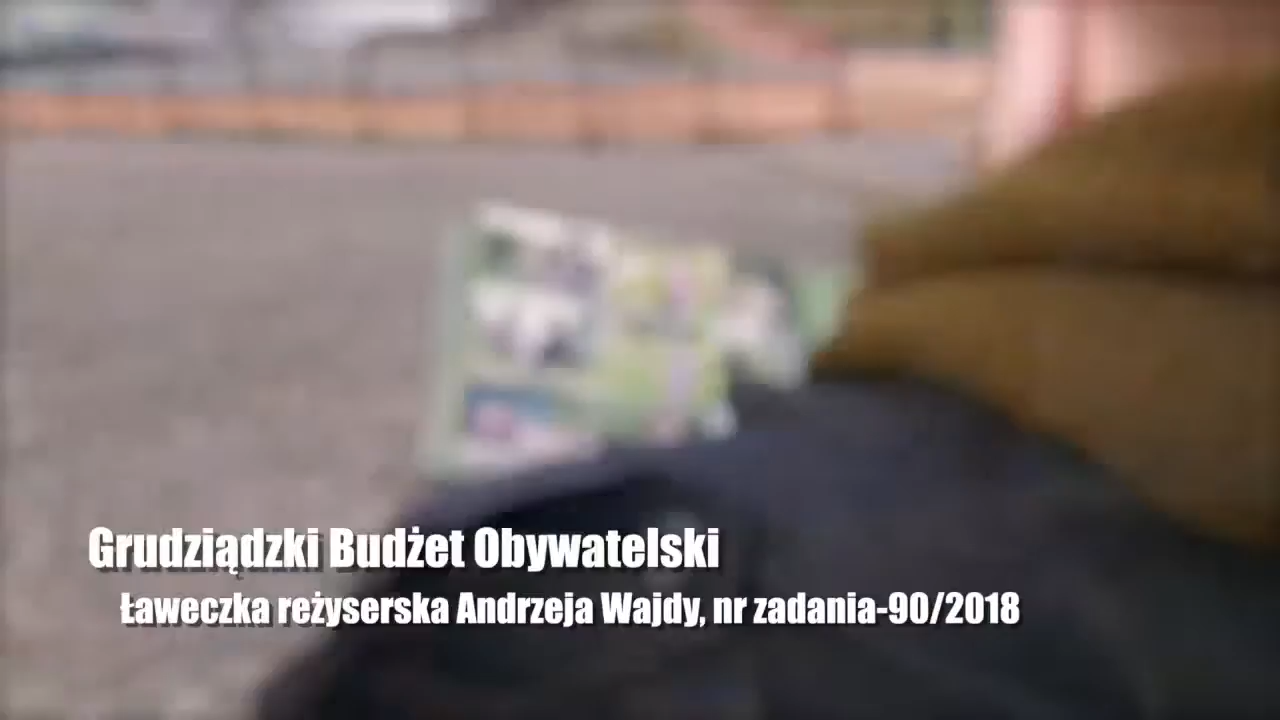 Grudziądzki Budżet Obywatelski
Ławeczka reżyserska Andrzeja Wajdy, nr zadania-90/2018